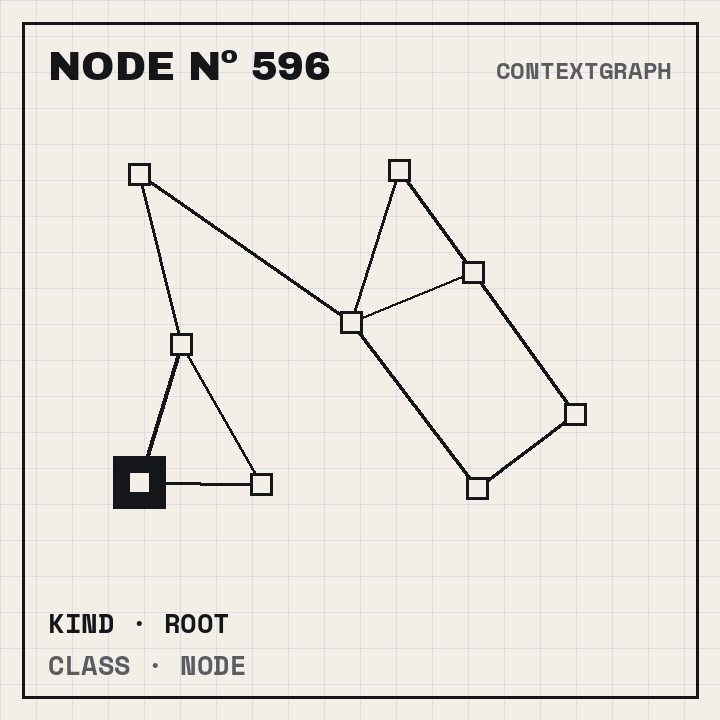 NODE Nº 596
CONTEXTGRAPH
KIND · ROOT
CLASS · NODE